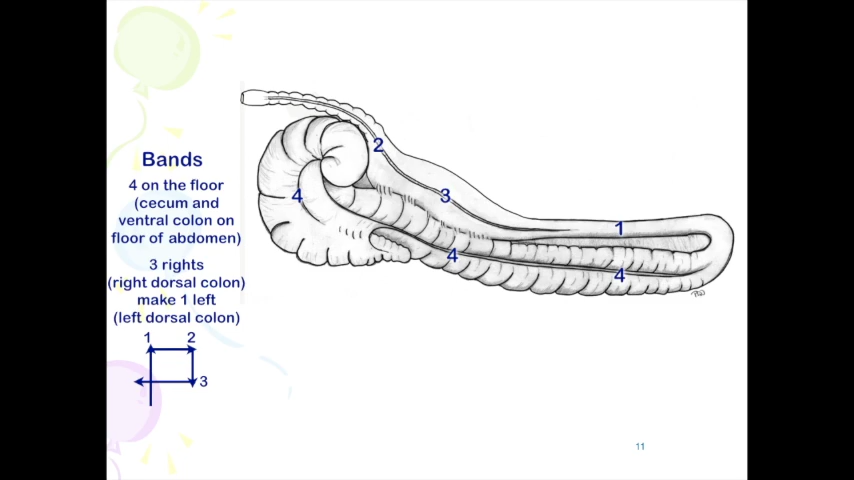 Bands
4 on the floor
(cecum and
ventral colon on
floor of abdomen)
3 rights
(right dorsal colon)
make 1 left
(left dorsal colon)
1 2
3
2
4
3
1
4
4
11